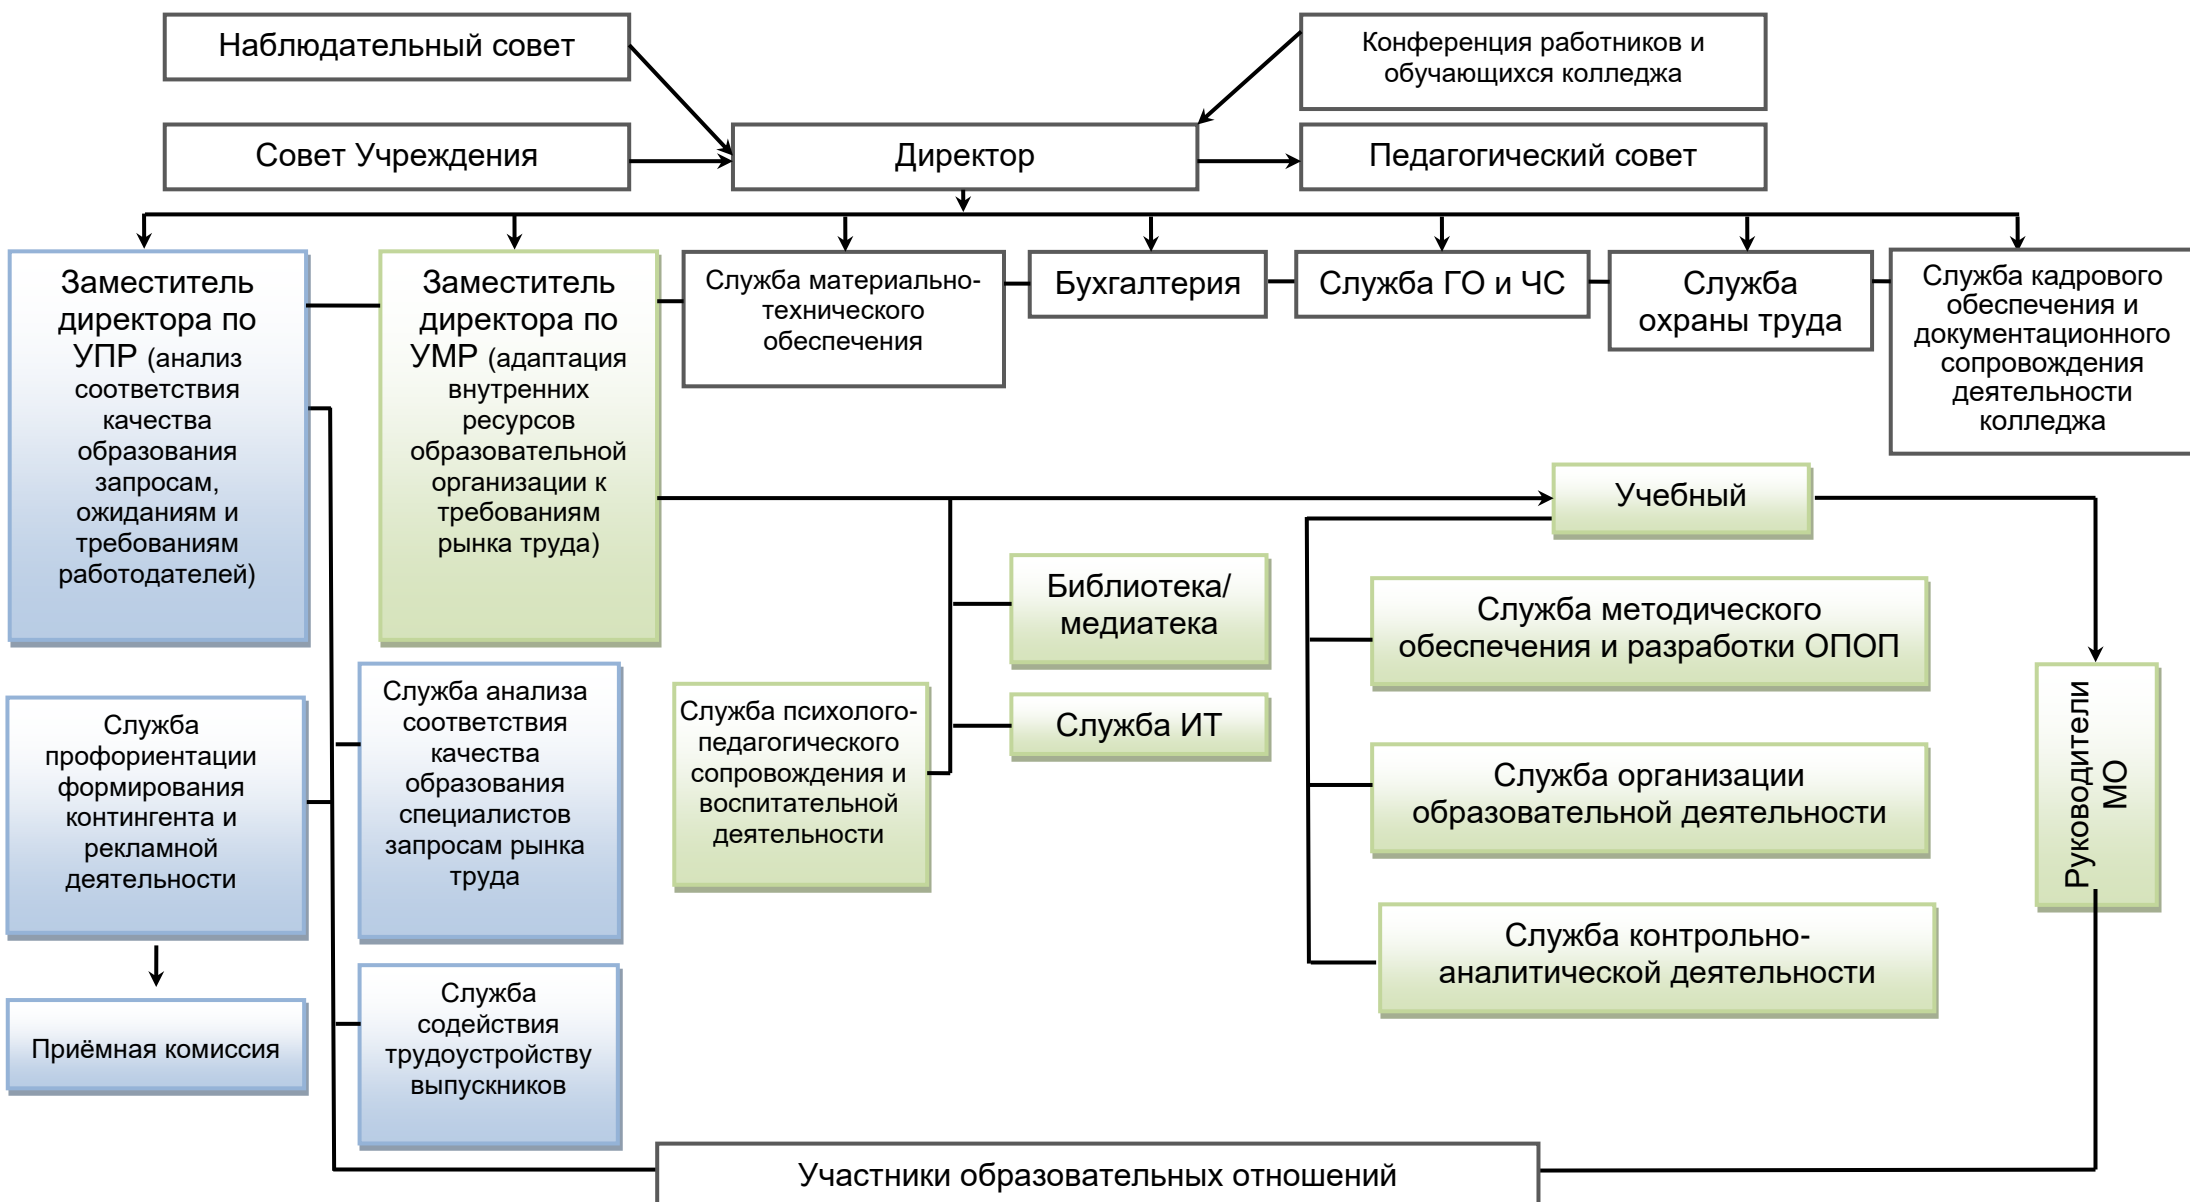 Наблюдательный совет
Конференция работников и
обучающихся колледжа
Совет Учреждения
Директор
Педагогический совет
Заместитель
директора по
УПР (анализ
соответствия
качества
образования
запросам,
ожиданиям и
требованиям
работодателей)
Заместитель
директора по
УМР (адаптация
внутренних
ресурсов
образовательной
организации к
требованиям
рынка труда)
Служба материально-
технического
обеспечения
Бухгалтерия
Служба ГО и ЧС
Служба
охраны труда
Служба кадрового
обеспечения и
документационного
сопровождения
деятельности
колледжа
Учебный
Библиотека/
медиатека
Служба методического
обеспечения и разработки ОПОП
Служба профориентации
формирования
контингента и
рекламной
деятельности
Служба анализа
соответствия
качества
образования
специалистов
запросам рынка
труда
Служба психолого-
педагогического
сопровождения и
воспитательной
деятельности
Служба ИТ
Служба организации
образовательной деятельности
Руководители
МО
Служба контрольно-
аналитической деятельности
Приёмная комиссия
Служба
содействия
трудоустройству
выпускников
Участники образовательных отношений